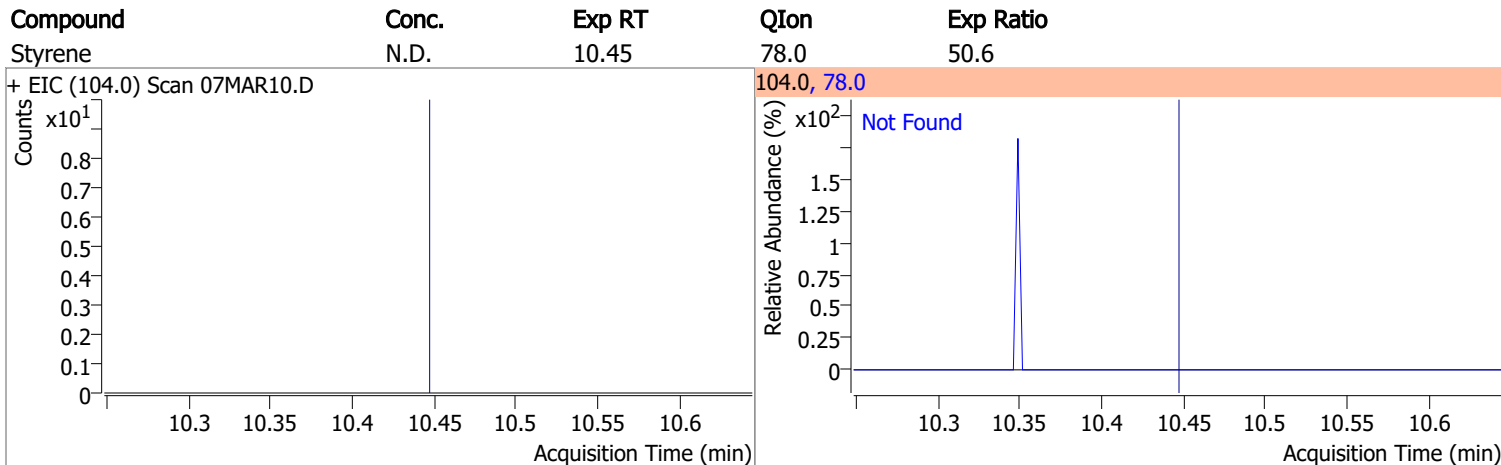 Compound Conc. Exp RT QIon Exp Ratio
Styrene N.D. 10.45 78.0 50.6
+ EIC (104.0) Scan 07MAR10.D
Counts
x10¹
0.8
0.7
0.6
0.5
0.4
0.3
0.2
0.1
0
10.3 10.35 10.4 10.45 10.5 10.55 10.6
Acquisition Time (min)
104.0, 78.0
Relative Abundance (%)
x10²
Not Found
1.5
1.25
1
0.75
0.5
0.25
0
10.3 10.35 10.4 10.45 10.5 10.55 10.6
Acquisition Time (min)